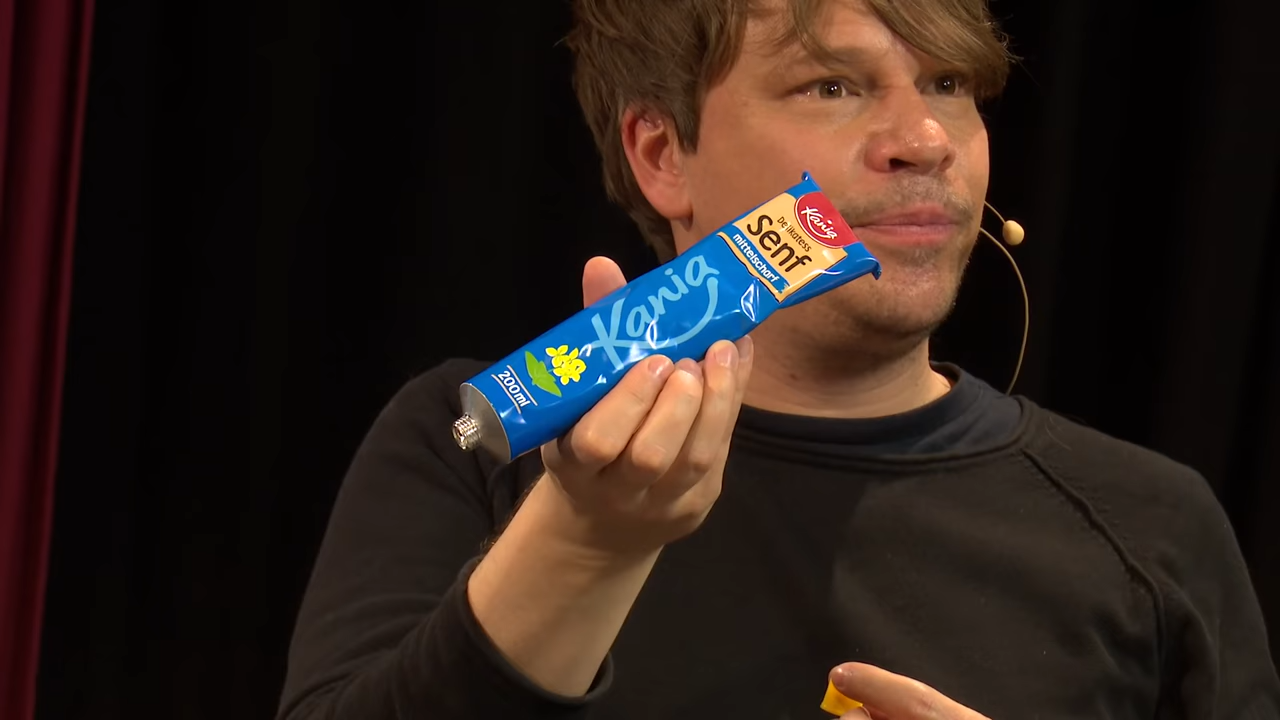 Kania
Delikatess
Senf
mittelscharf
Kania
200ml